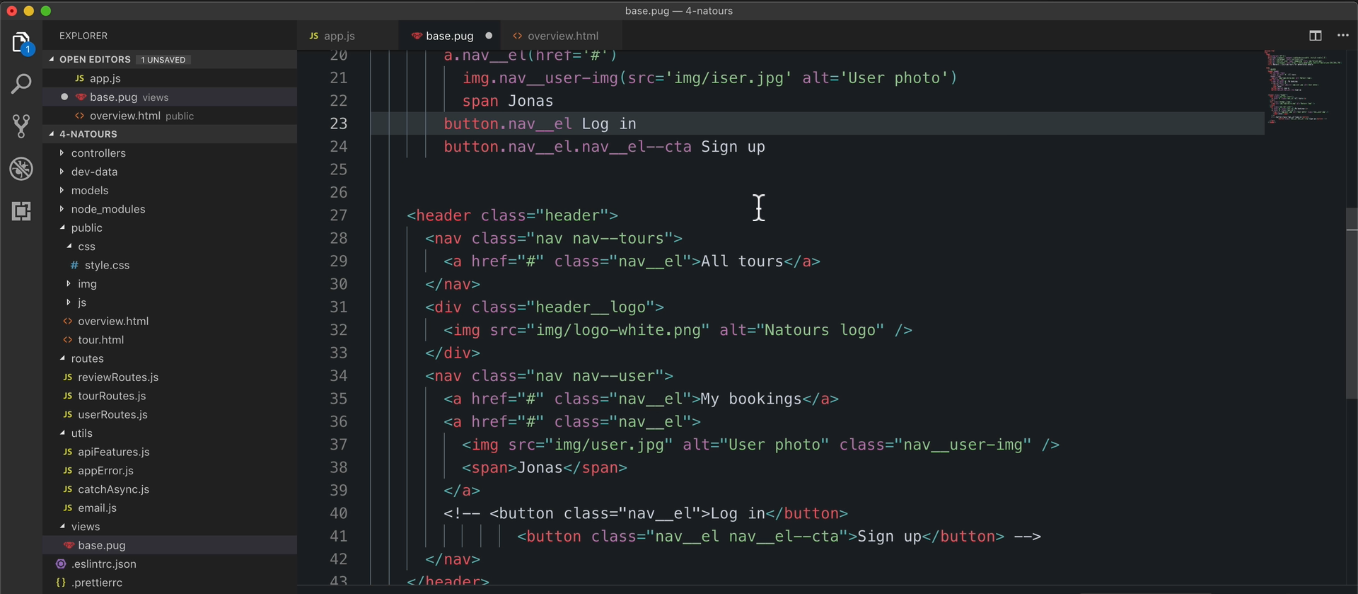 base.pug — 4-natours
EXPLORER
OPEN EDITORS 1 UNSAVED
JS app.js
base.pug views
<> overview.html public
4-NATOURS
controllers
dev-data
models
node_modules
public
css
# style.css
img
js
<> overview.html
<> tour.html
routes
JS reviewRoutes.js
JS tourRoutes.js
JS userRoutes.js
utils
JS apiFeatures.js
JS appError.js
JS catchAsync.js
JS email.js
views
base.pug
.eslintrc.json
{} .prettierrc
1
JS app.js base.pug <> overview.html ...
20 a.nav__el(href='#')
21 img.nav__user-img(src='img/iser.jpg' alt='User photo')
22 span Jonas
23 button.nav__el Log in
24 button.nav__el.nav__el--cta Sign up
25
26
27 <header class="header">
28 <nav class="nav nav--tours">
29 <a href="#" class="nav__el">All tours</a>
30 </nav>
31 <div class="header__logo">
32 <img src="img/logo-white.png" alt="Natours logo" />
33 </div>
34 <nav class="nav nav--user">
35 <a href="#" class="nav__el">My bookings</a>
36 <a href="#" class="nav__el">
37 <img src="img/user.jpg" alt="User photo" class="nav__user-img" />
38 <span>Jonas</span>
39 </a>
40 <!-- <button class="nav__el">Log in</button>
41 <button class="nav__el nav__el--cta">Sign up</button> -->
42 </nav>
43 </header>